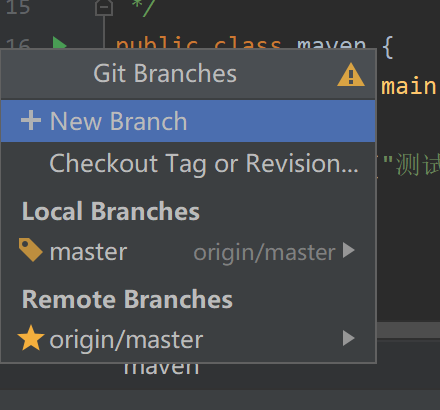 15
*/
16
public class maven {
Git Branches
main
New Branch
Checkout Tag or Revision...
"测试
Local Branches
master
origin/master
Remote Branches
origin/master
maven